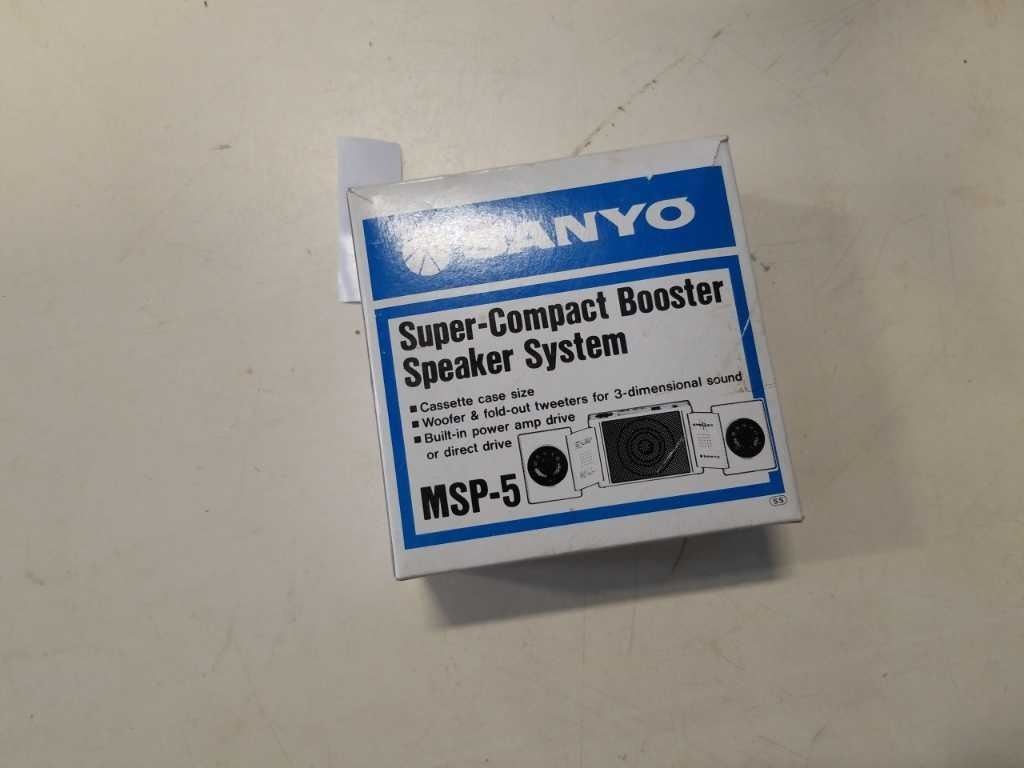 SANYO
Super-Compact Booster
Speaker System
■ Cassette case size
■ Woofer & fold-out tweeters for 3-dimensional sound
■ Built-in power amp drive
or direct drive
MSP-5
SS